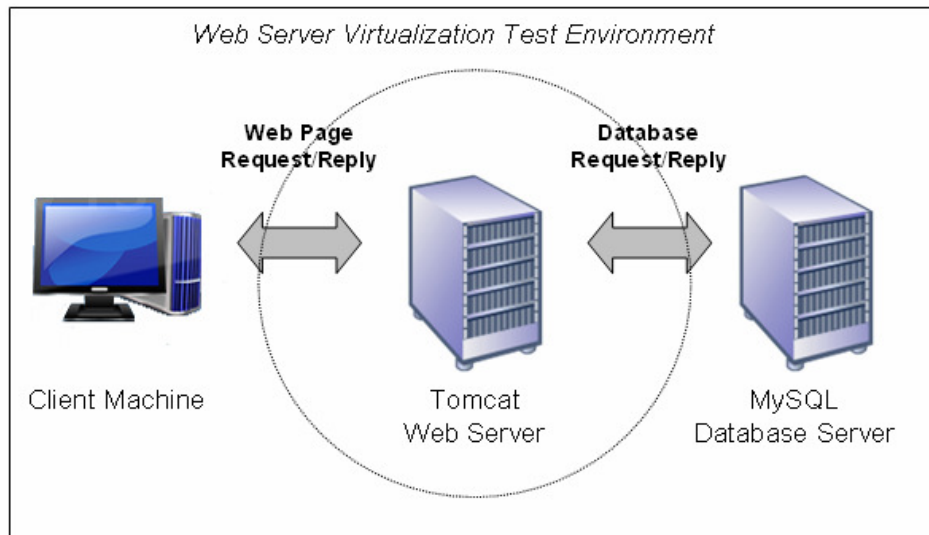 Web Server Virtualization Test Environment
Web Page
Request/Reply
Database
Request/Reply
Client Machine
Tomcat
Web Server
MySQL
Database Server